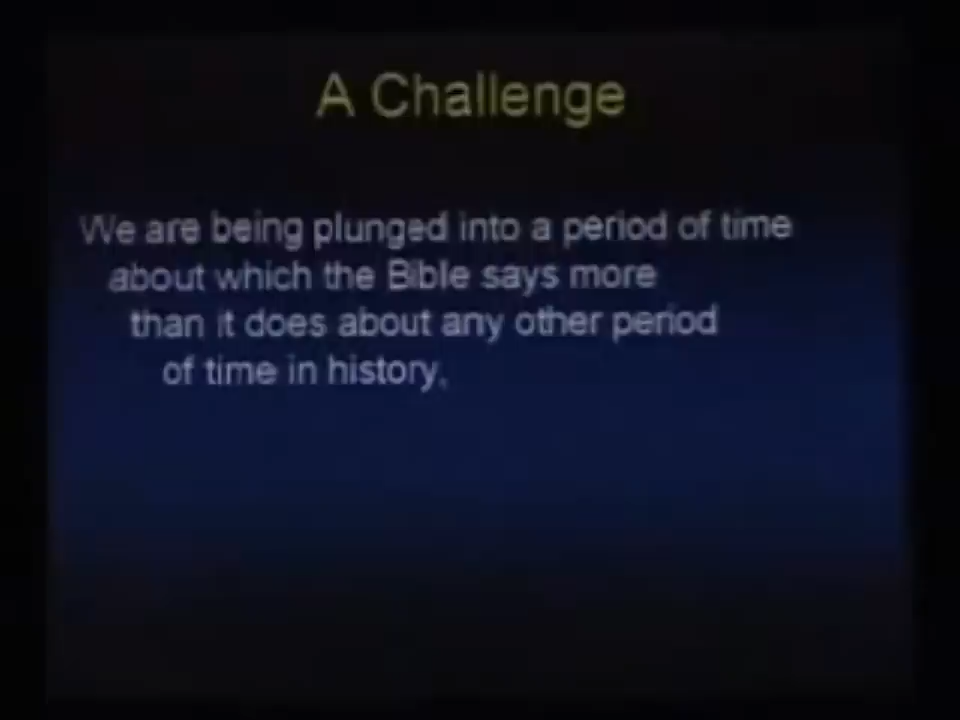 A Challenge
We are being plunged into a period of time
about which the Bible says more
than it does about any other period
of time in history,